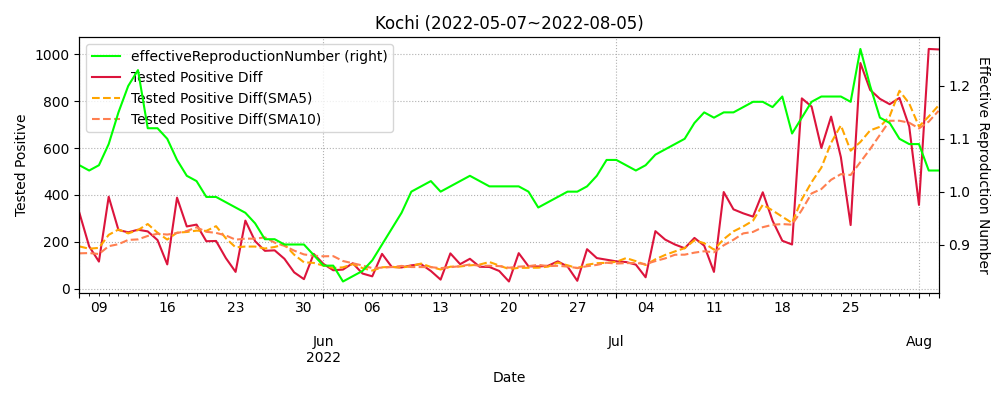 Kochi (2022-05-07~2022-08-05)
effectiveReproductionNumber (right)
Tested Positive Diff
Tested Positive Diff(SMA5)
Tested Positive Diff(SMA10)
Tested Positive
1000
800
600
400
200
0
Effective Reproduction Number
1.2
1.1
1.0
0.9
09 16 23 30 06 13 20 27 04 11 18 25
Jun Jul Aug
2022
Date